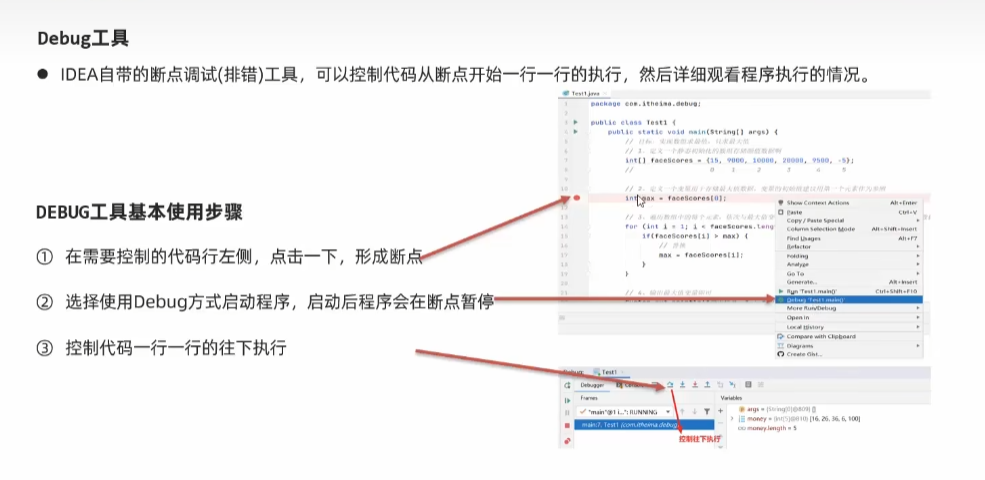 Debug工具
● IDEA自带的断点调试(排错)工具，可以控制代码从断点开始一行一行的执行，然后详细观看程序执行的情况。
DEBUG工具基本使用步骤
① 在需要控制的代码行左侧，点击一下，形成断点
② 选择使用Debug方式启动程序，启动后程序会在断点暂停
③ 控制代码一行一行的往下执行
Test1.java
package com.itheima.debug;
public class Test1 {
public static void main(String[] args) {
int[] faceScores = {15, 9000, 10000, 20000, 9500, -5};
// 0 1 2 3 4 5
int max = faceScores[0];
for (int i = 1; i < faceScores.leng
if(faceScores[i] > max) {
// 替换
max = faceScores[i];
}
}
Show Context Actions Alt+Enter
Paste Ctrl+V
Copy / Paste Special
Column Selection Mode Alt+Shift+Insert
Find Usages Alt+F7
Refactor
Folding
Analyze
Go To
Generate... Alt+Insert
Run 'Test1.main()' Ctrl+Shift+F10
Debug 'Test1.main()'
More Run/Debug
Open In
Local History
Compare with Clipboard
Diagrams
Create Gist...
Debug: Test1
Debugger
Frames
Variables
"main"@1 i...": RUNNING
main:7, Test1 (com.itheima.debug)
args = {String[0]@809} []
money = {int[5]@810} [16, 26, 36, 6, 100]
money.length = 5
控制往下执行